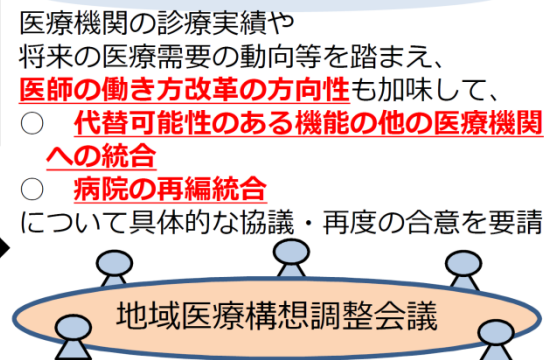 医療機関の診療実績や
将来の医療需要の動向等を踏まえ、
医師の働き方改革の方向性も加味して、
○ 代替可能性のある機能の他の医療機関
への統合
○ 病院の再編統合
について具体的な協議・再度の合意を要請
地域医療構想調整会議